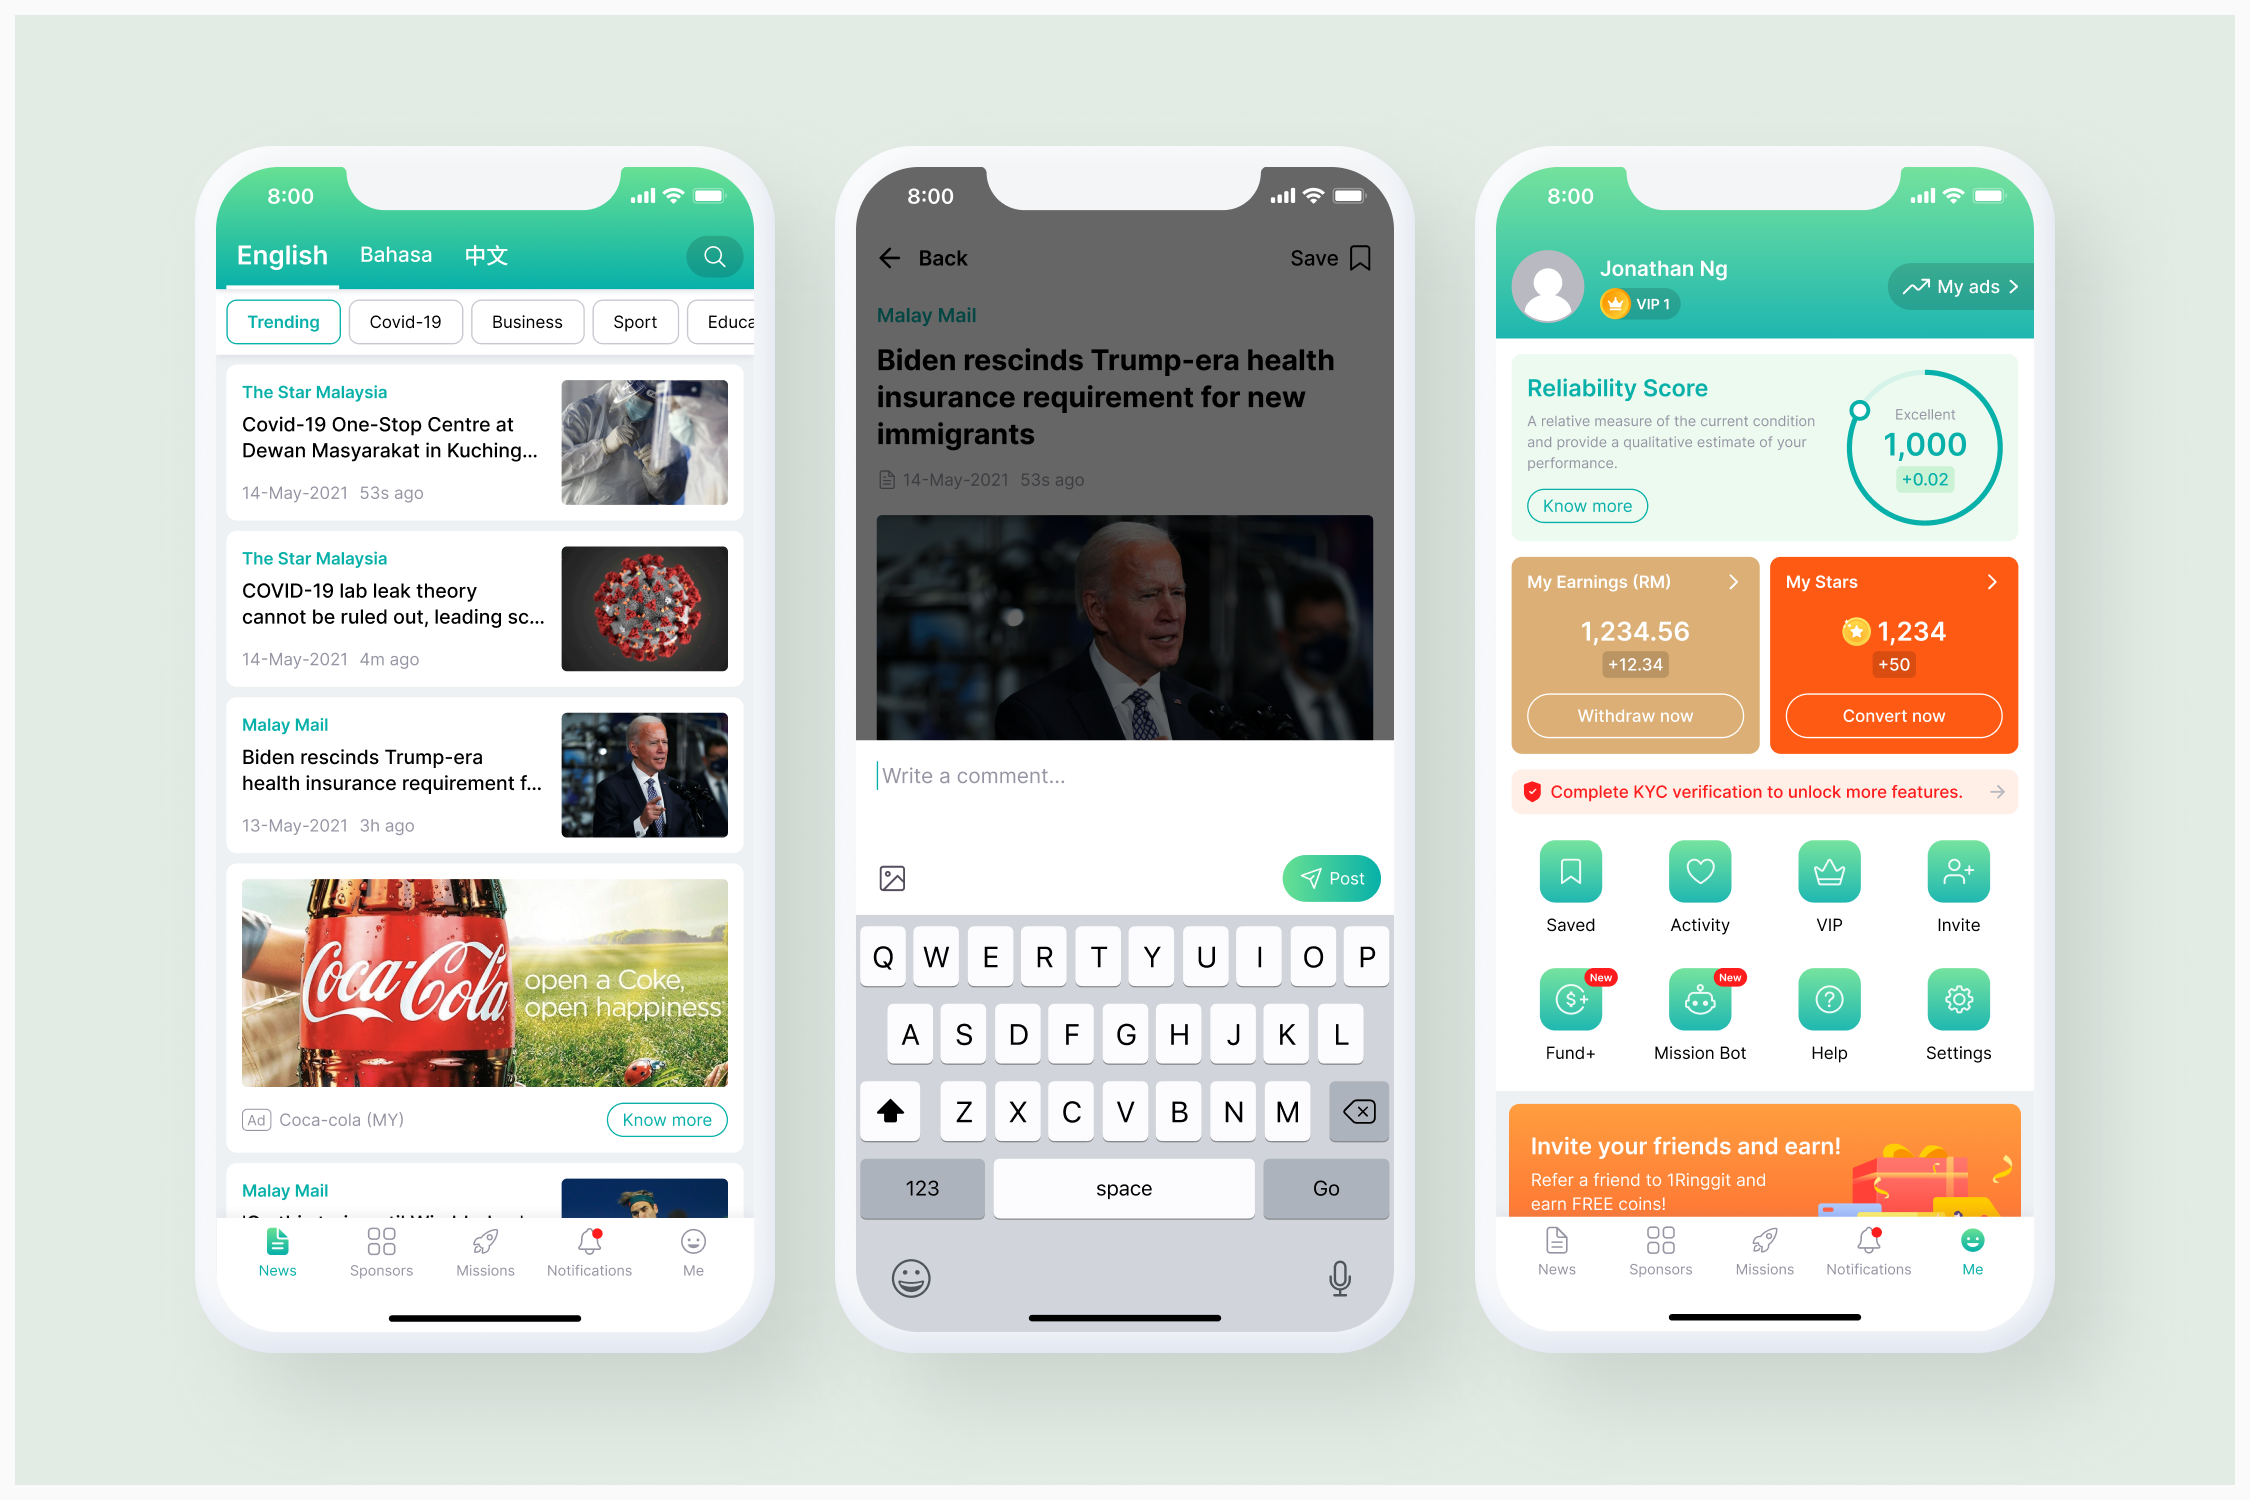 8:00
English Bahasa 中文
Trending Covid-19 Business Sport Educa
The Star Malaysia
Covid-19 One-Stop Centre at
Dewan Masyarakat in Kuching...
14-May-2021 53s ago
The Star Malaysia
COVID-19 lab leak theory
cannot be ruled out, leading sc...
14-May-2021 4m ago
Malay Mail
Biden rescinds Trump-era
health insurance requirement f...
13-May-2021 3h ago
Coca-Cola
open a Coke,
open happiness
Ad Coca-cola (MY) Know more
Malay Mail
News Sponsors Missions Notifications Me
8:00
Back Save
Malay Mail
Biden rescinds Trump-era health
insurance requirement for new
immigrants
14-May-2021 53s ago
Write a comment...
Post
Q W E R T Y U I O P
A S D F G H J K L
Z X C V B N M
123 space Go
8:00
Jonathan Ng
VIP 1
My ads
Reliability Score
A relative measure of the current condition
and provide a qualitative estimate of your
performance.
Know more
Excellent
1,000
+0.02
My Earnings (RM)
1,234.56
+12.34
Withdraw now
My Stars
1,234
+50
Convert now
Complete KYC verification to unlock more features.
Saved Activity VIP Invite
New New
Fund+ Mission Bot Help Settings
Invite your friends and earn!
Refer a friend to 1Ringgit and
earn FREE coins!
News Sponsors Missions Notifications Me